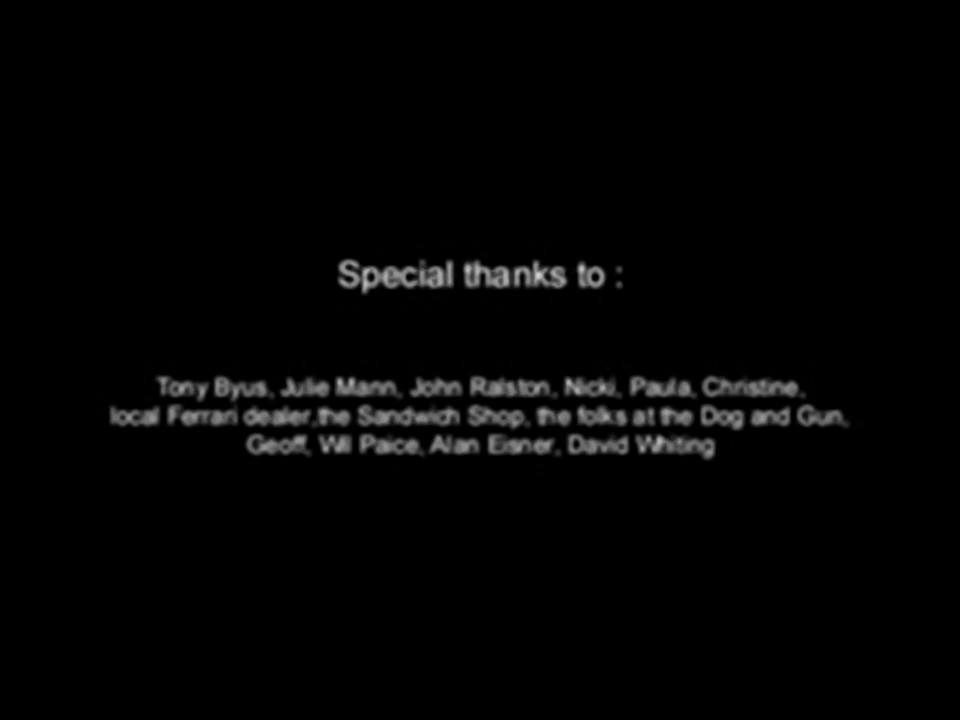 Special thanks to :
Tony Byus, Julie Mann, John Ralston, Nicki, Paula, Christine,
local Ferrari dealer,the Sandwich Shop, the folks at the Dog and Gun,
Geoff, Wil Paice, Alan Eisner, David Whiting